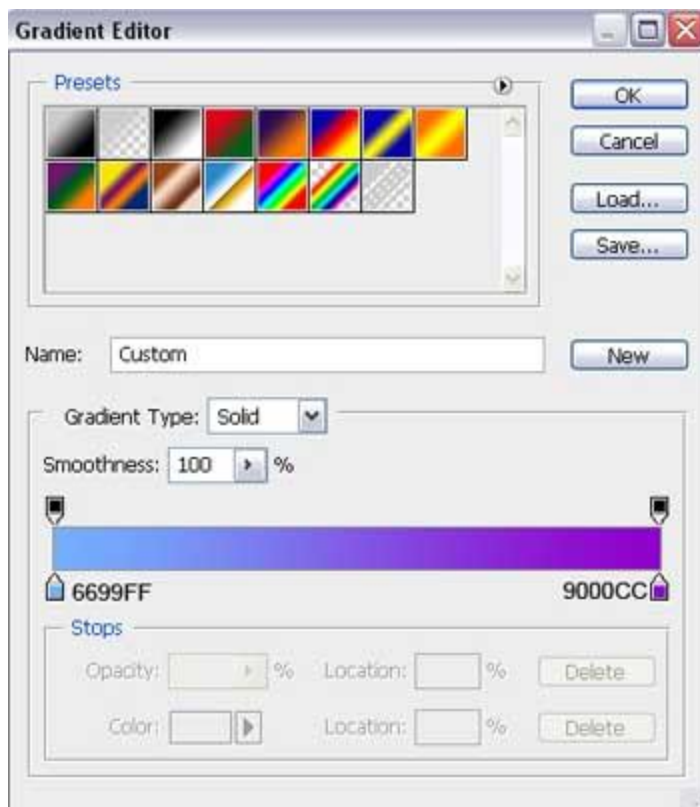 Gradient Editor
Presets
OK
Cancel
Load...
Save...
Name: Custom New
Gradient Type: Solid
Smoothness: 100 %
6699FF 9000CC
Stops
Opacity: % Location: % Delete
Color: Location: % Delete